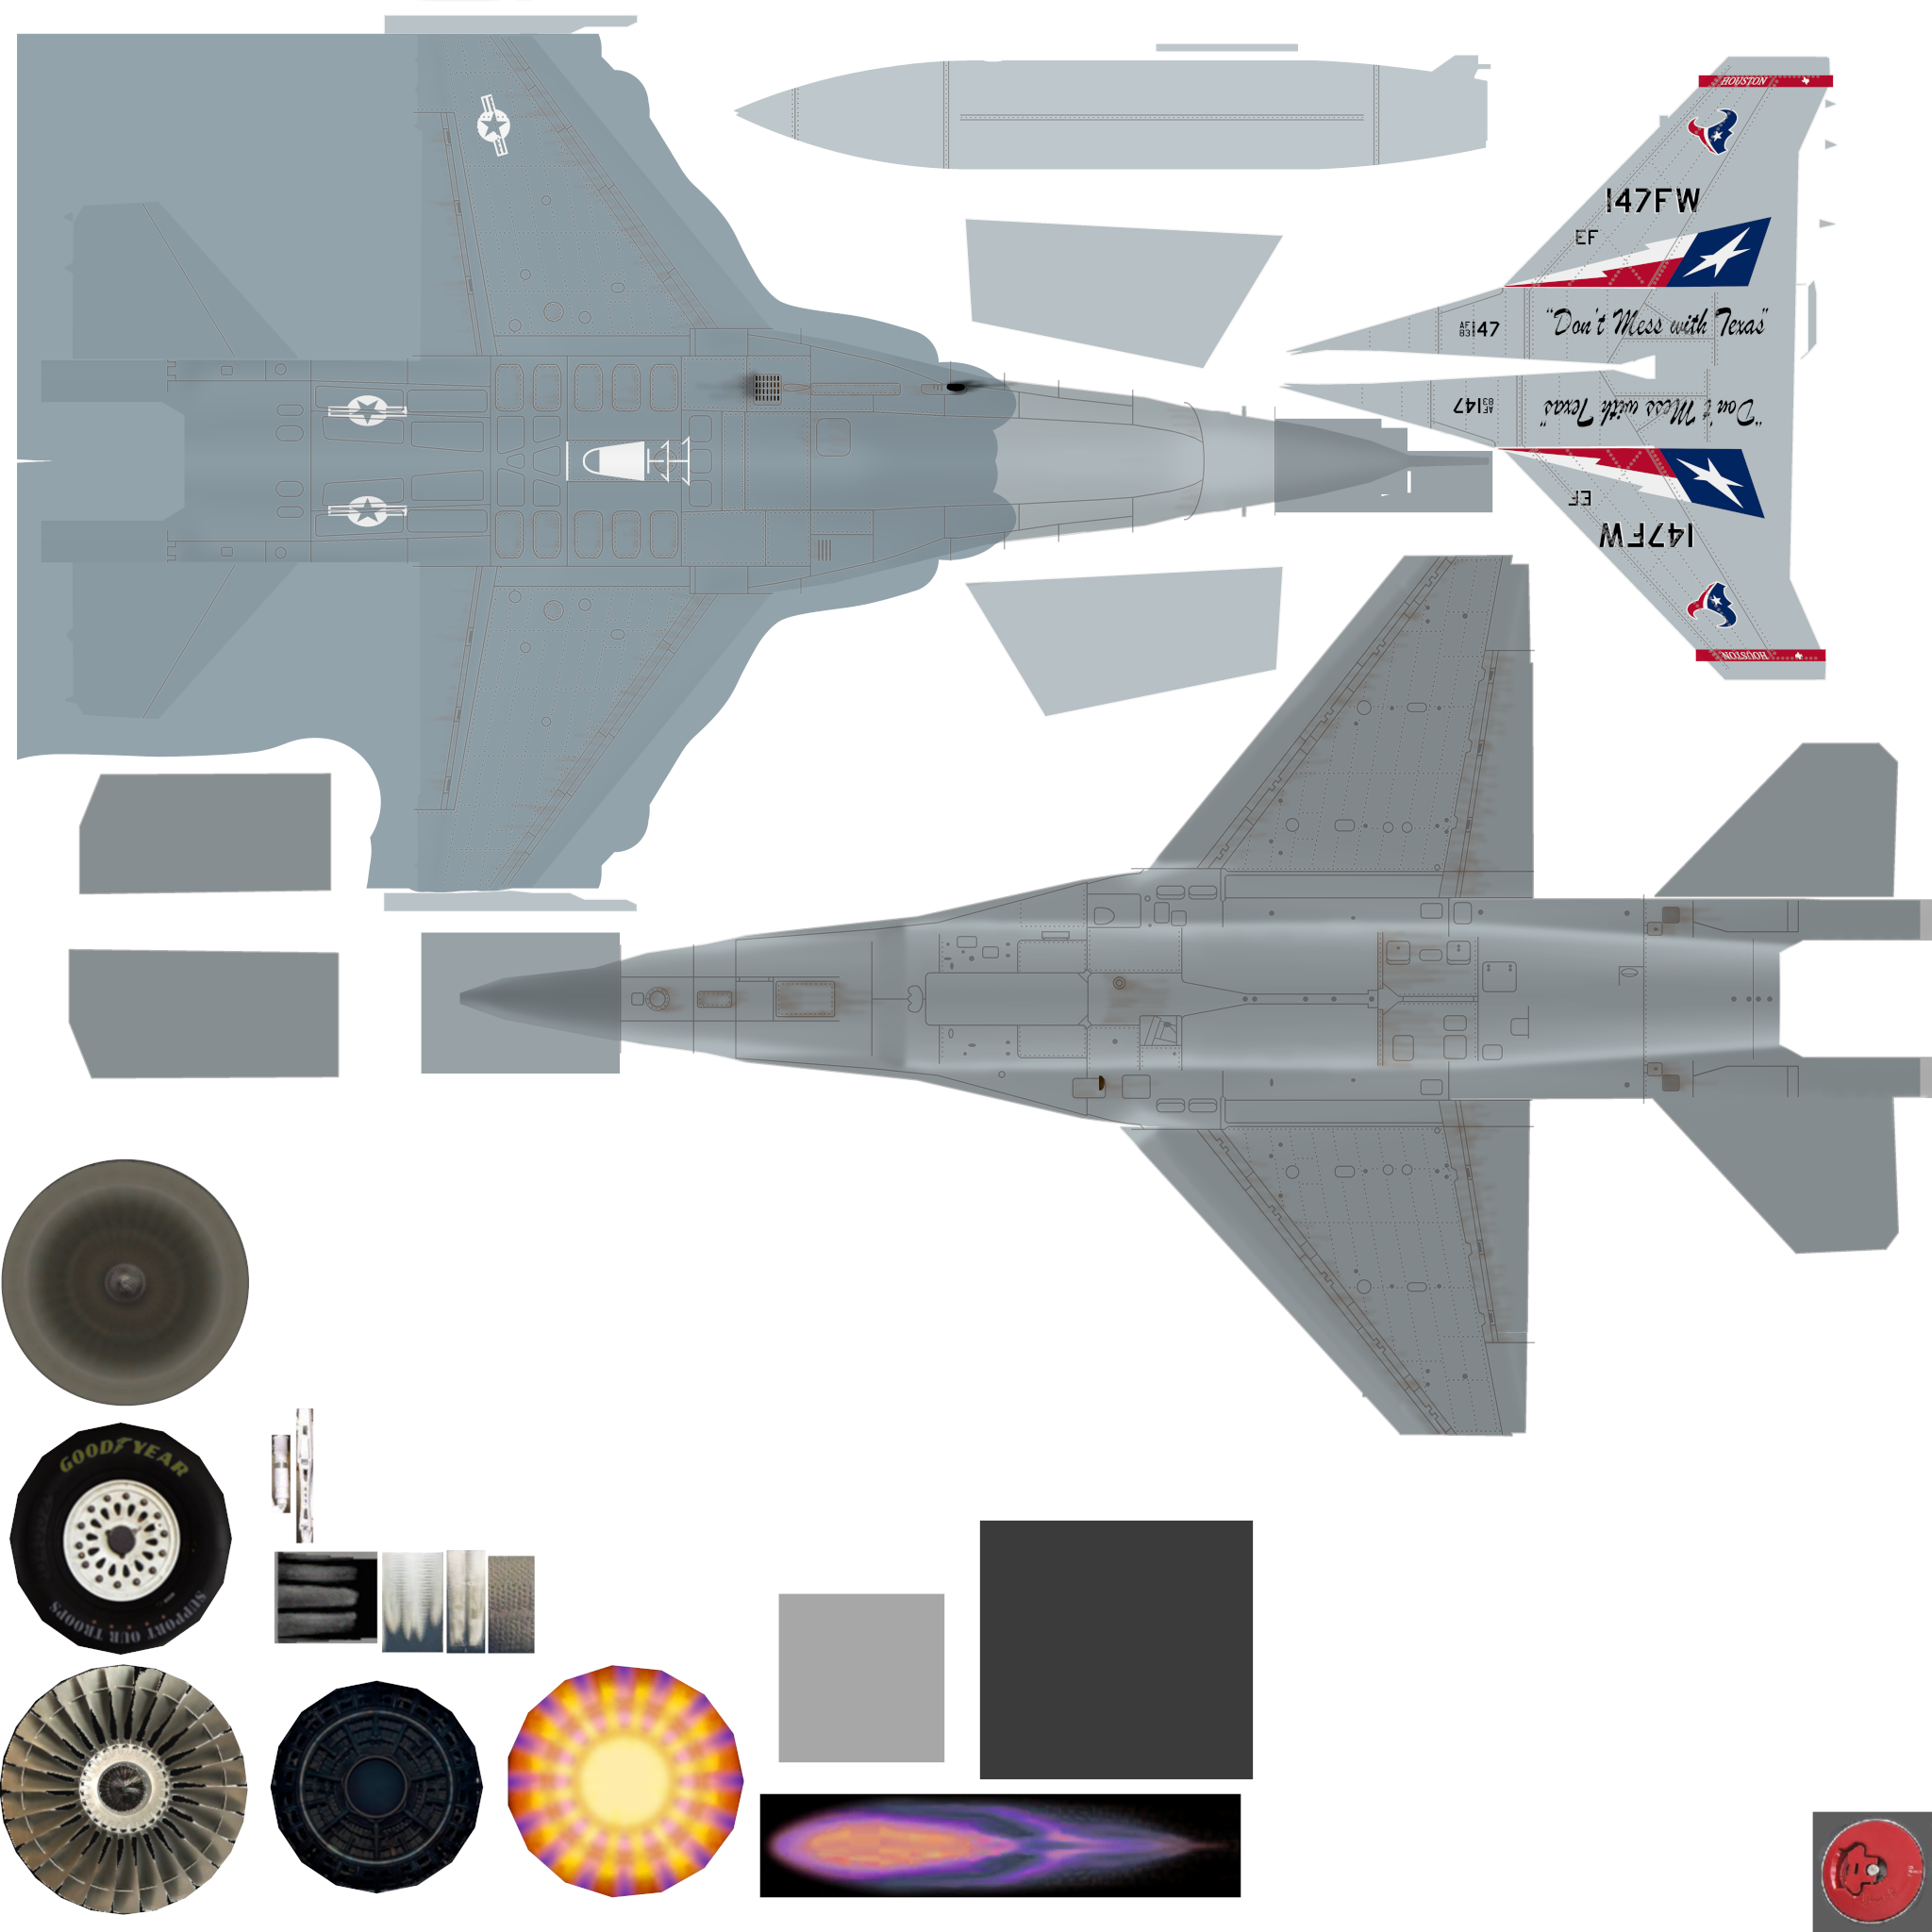 HOUSTON
147FW
EF
AF
83
147
"Don't Mess with Texas"
"Don't Mess with Texas"
AF
83
147
EF
147FW
HOUSTON
GOODYEAR
SUPPORT OUR TROOPS